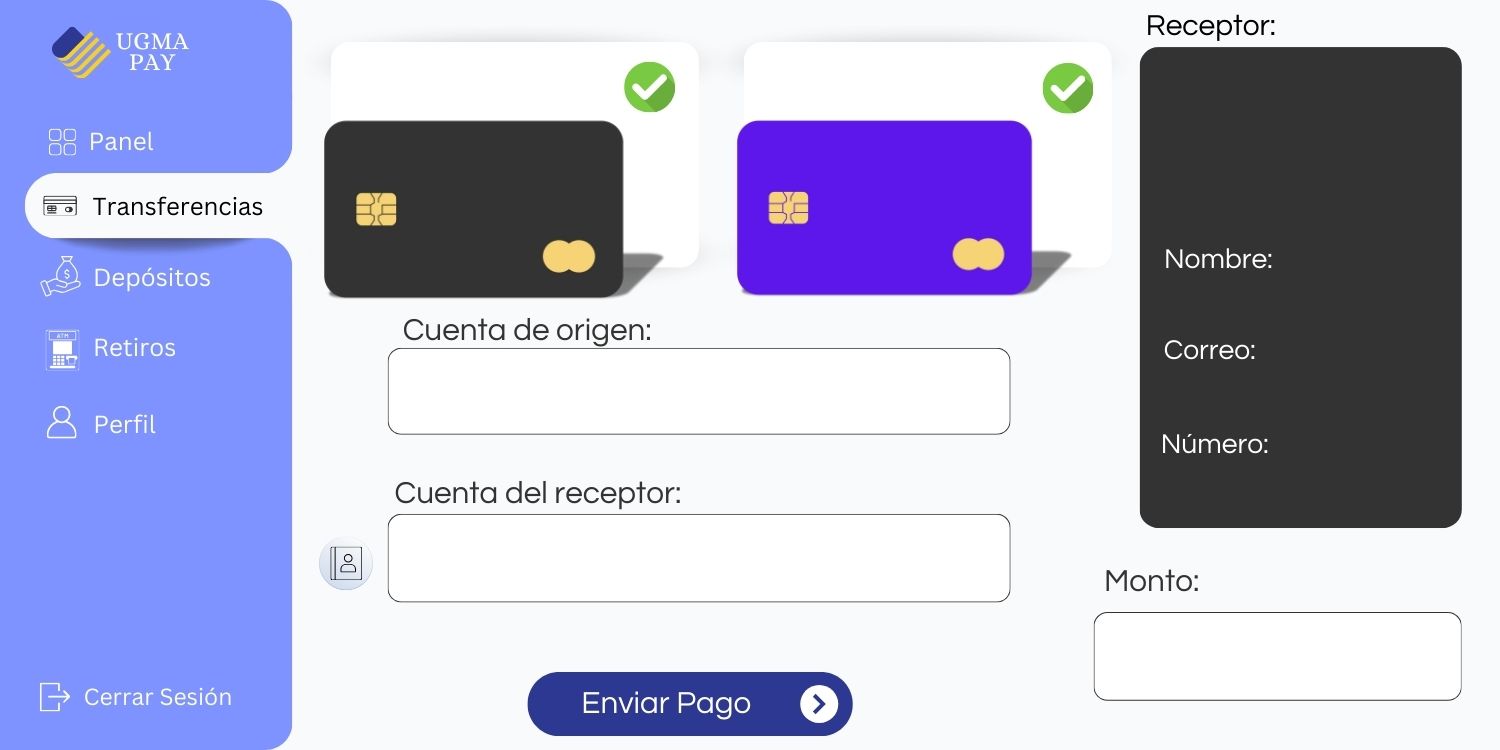 UGMA
PAY
Panel
Transferencias
Depósitos
ATM
Retiros
Perfil
Cerrar Sesión
Cuenta de origen:
Cuenta del receptor:
Enviar Pago
Receptor:
Nombre:
Correo:
Número:
Monto: